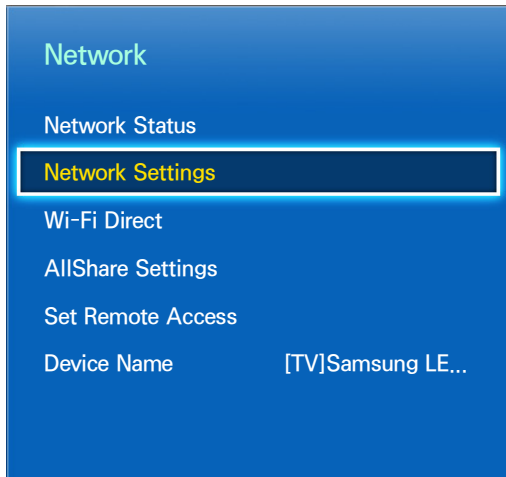 Network
Network Status
Network Settings
Wi-Fi Direct
AllShare Settings
Set Remote Access
Device Name [TV]Samsung LE...